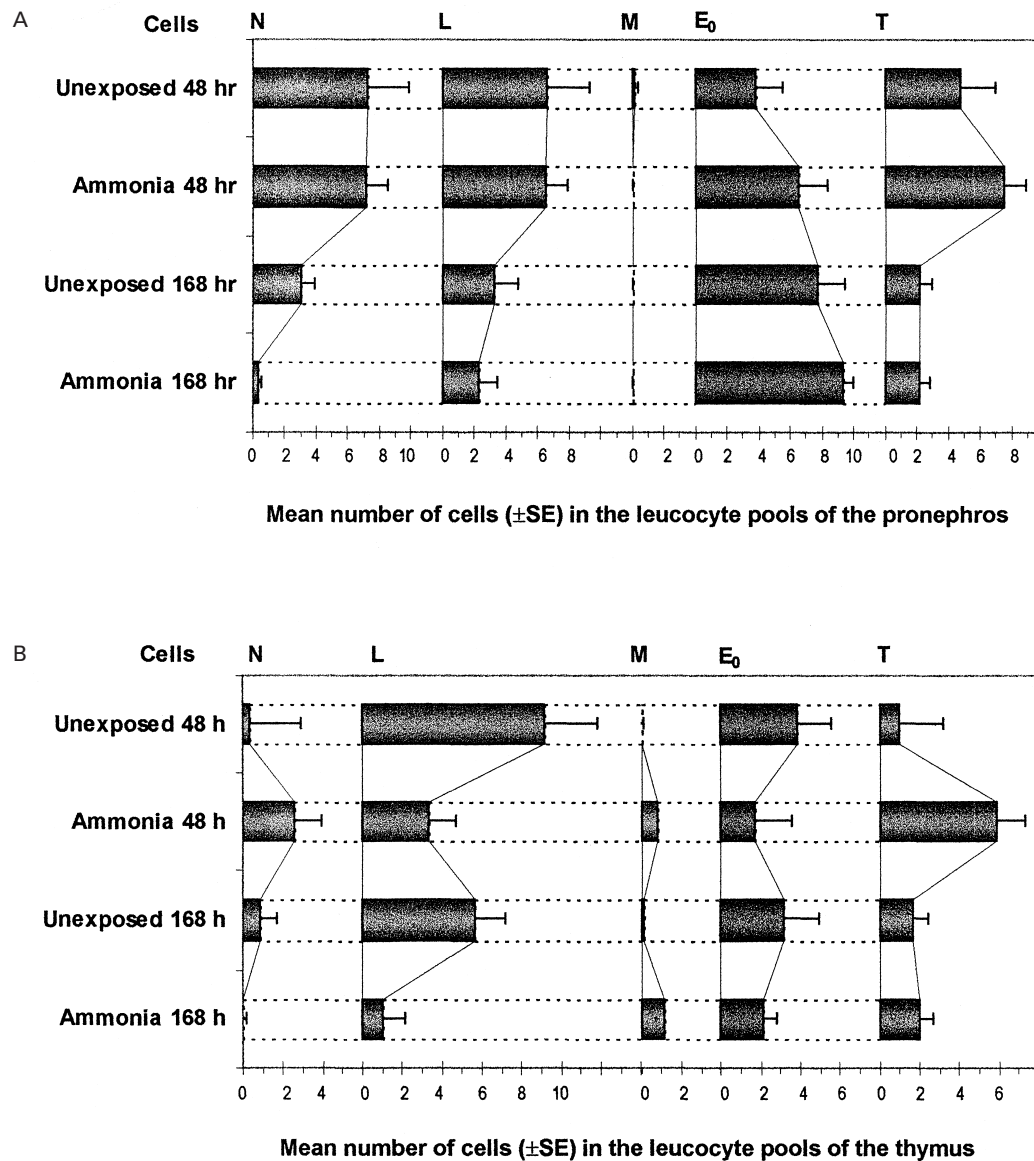 A
Cells N L M E₀ T
Unexposed 48 hr
Ammonia 48 hr
Unexposed 168 hr
Ammonia 168 hr
0 2 4 6 8 10 0 2 4 6 8 0 2 0 2 4 6 8 10 0 2 4 6 8
Mean number of cells (±SE) in the leucocyte pools of the pronephros
B
Cells N L M E₀ T
Unexposed 48 h
Ammonia 48 h
Unexposed 168 h
Ammonia 168 h
0 2 4 0 2 4 6 8 10 0 2 0 2 4 6 0 2 4 6
Mean number of cells (±SE) in the leucocyte pools of the thymus